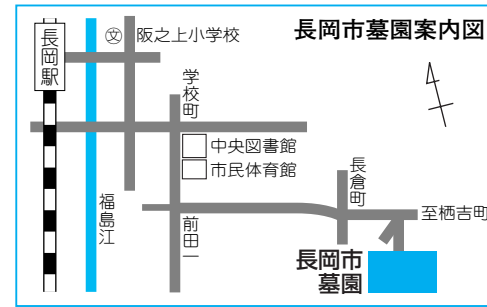 長岡市墓園案内図
長岡駅
文
阪之上小学校
学校町
中央図書館
市民体育館
福島江
前田一
長倉町
至栖吉町
長岡市
墓園